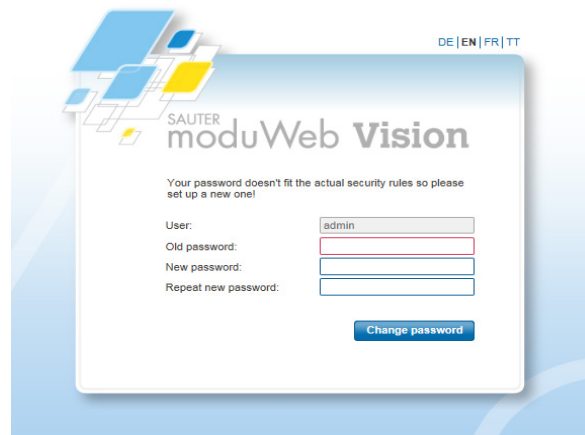 DE | EN | FR | TT
SAUTER
moduWeb Vision
Your password doesn't fit the actual security rules so please
set up a new one!
User: admin
Old password:
New password:
Repeat new password:
Change password